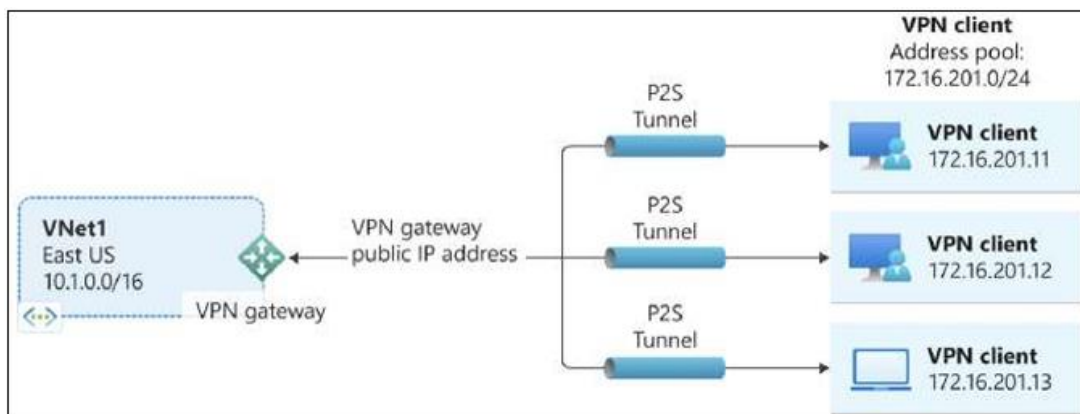 VPN client
Address pool:
172.16.201.0/24
P2S
Tunnel
VPN client
172.16.201.11
VNet1
East US
10.1.0.0/16
VPN gateway
VPN gateway
public IP address
P2S
Tunnel
VPN client
172.16.201.12
P2S
Tunnel
VPN client
172.16.201.13